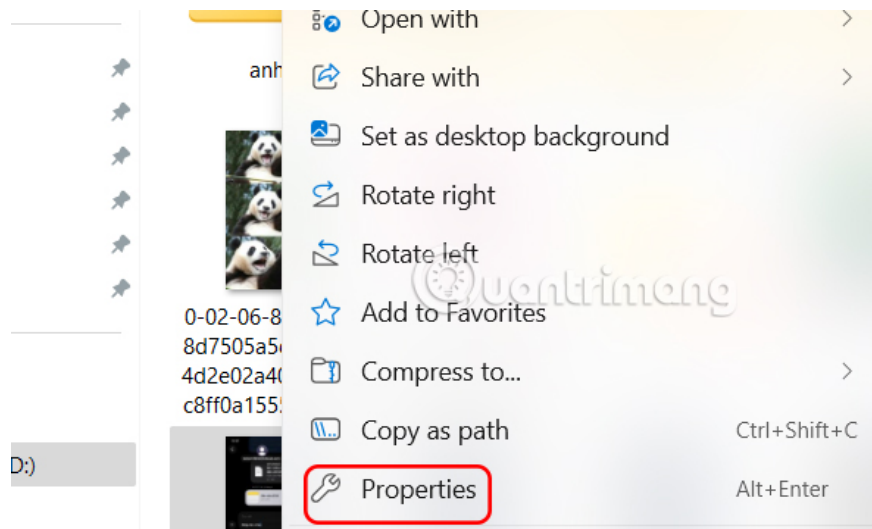 Open with
anh
Share with
Set as desktop background
Rotate right
Rotate left
Quantrimang
0-02-06-8
Add to Favorites
8d7505a5
4d2e02a40
Compress to...
c8ff0a155
Copy as path Ctrl+Shift+C
D:)
Properties Alt+Enter